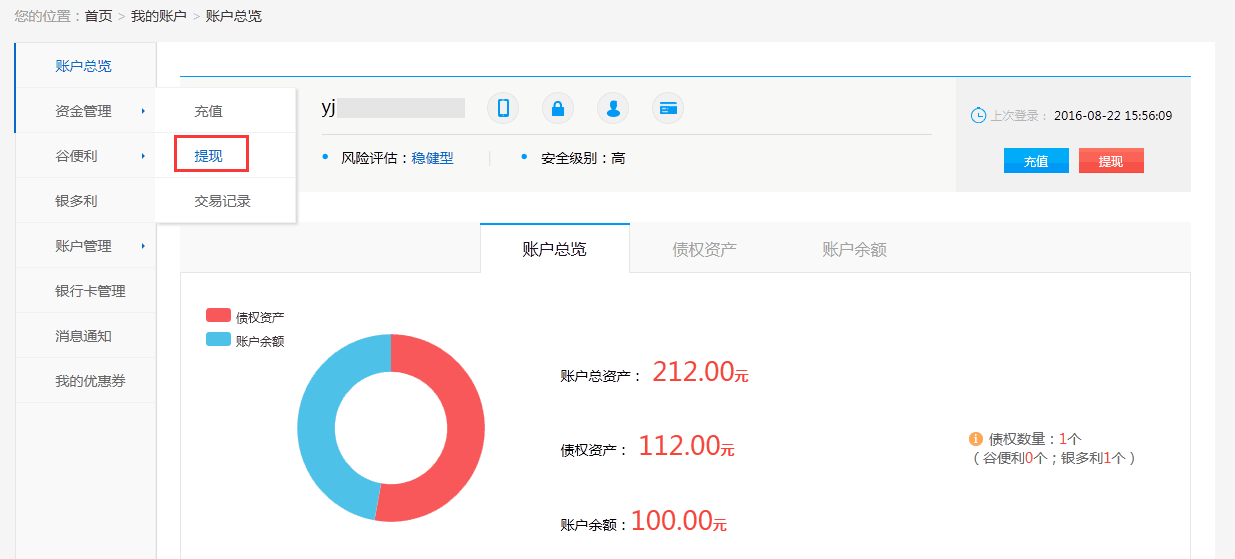 您的位置：首页 > 我的账户 > 账户总览
账户总览
资金管理
谷便利
银多利
账户管理
银行卡管理
消息通知
我的优惠券
充值
提现
交易记录
yj
风险评估：稳健型
安全级别：高
上次登录： 2016-08-22 15:56:09
充值
提现
账户总览
债权资产
账户余额
债权资产
账户余额
账户总资产： 212.00元
债权资产： 112.00元
账户余额：100.00元
债权数量：1个
（谷便利0个；银多利1个）